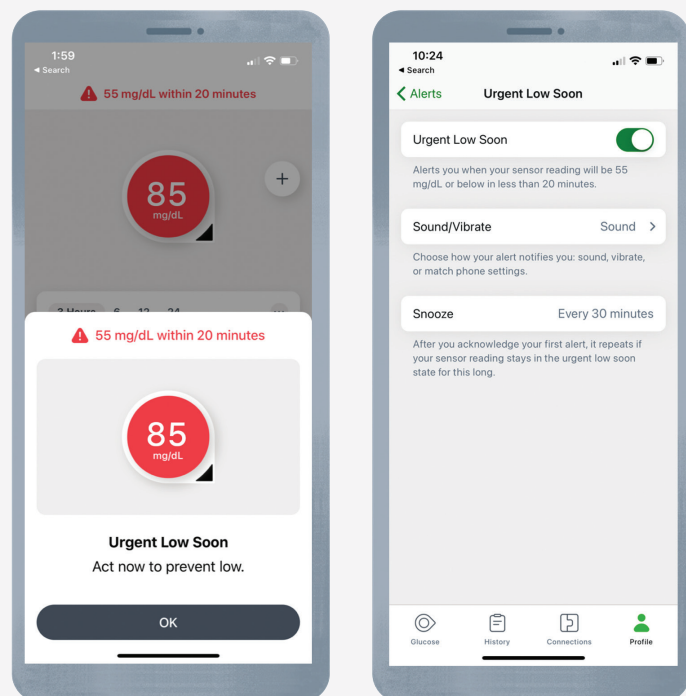 1:59
◄ Search
55 mg/dL within 20 minutes
85
mg/dL
+
3 Hours 6 12 24 ...
55 mg/dL within 20 minutes
85
mg/dL
Urgent Low Soon
Act now to prevent low.
OK
10:24
◄ Search
Alerts
Urgent Low Soon
Urgent Low Soon
Alerts you when your sensor reading will be 55
mg/dL or below in less than 20 minutes.
Sound/Vibrate Sound
Choose how your alert notifies you: sound, vibrate,
or match phone settings.
Snooze Every 30 minutes
After you acknowledge your first alert, it repeats if
your sensor reading stays in the urgent low soon
state for this long.
Glucose History Connections Profile